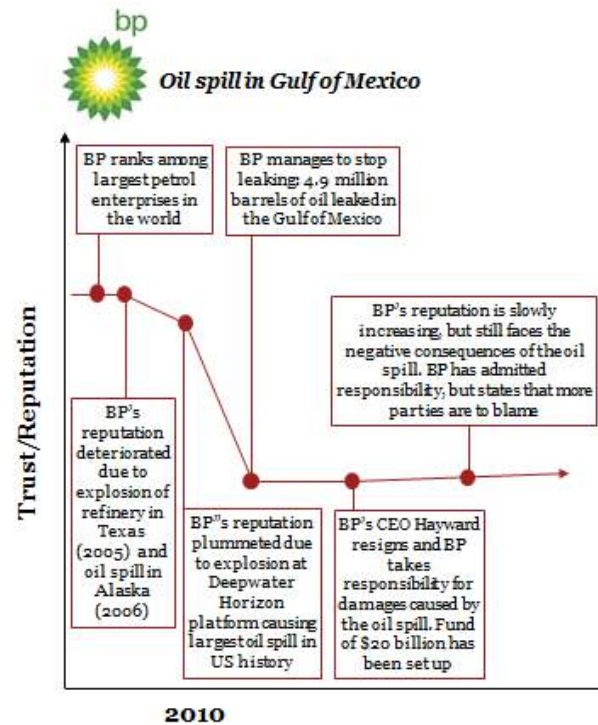 bp
Oil spill in Gulf of Mexico
BP ranks among
largest petrol
enterprises in
the world
BP manages to stop
leaking: 4.9 million
barrels of oil leaked in
the Gulf of Mexico
BP's reputation is slowly
increasing, but still faces the
negative consequences of the oil
spill. BP has admitted
responsibility, but states that more
parties are to blame
Trust/Reputation
BP's
reputation
deteriorated
due to
explosion of
refinery in
Texas
(2005) and
oil spill in
Alaska
(2006)
BP"s reputation
plummeted due
to explosion at
Deepwater
Horizon
platform causing
largest oil spill in
US history
BP's CEO Hayward
resigns and BP
takes
responsibility for
damages caused by
the oil spill. Fund
of $20 billion has
been set up
2010